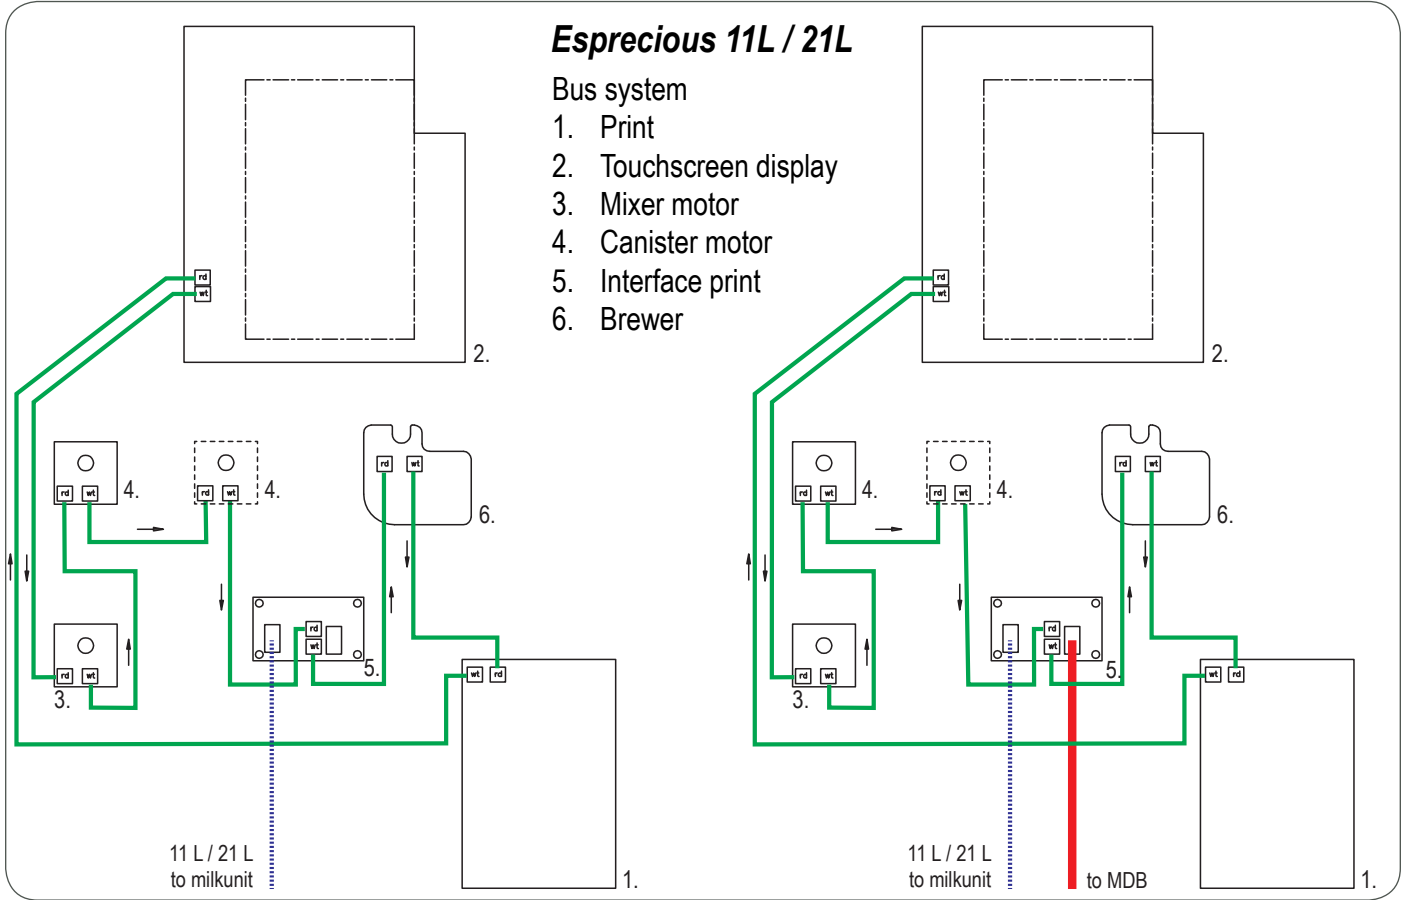 Esprecious 11L / 21L
Bus system
1. Print
2. Touchscreen display
3. Mixer motor
4. Canister motor
5. Interface print
6. Brewer
rd
wt
2.
rd
wt
4.
rd
wt
4.
rd
wt
6.
rd
wt
3.
rd
wt
5.
wt
rd
11 L / 21 L
to milkunit
1.
rd
wt
2.
rd
wt
4.
rd
wt
4.
rd
wt
6.
rd
wt
3.
rd
wt
5.
wt
rd
11 L / 21 L
to milkunit
to MDB
1.